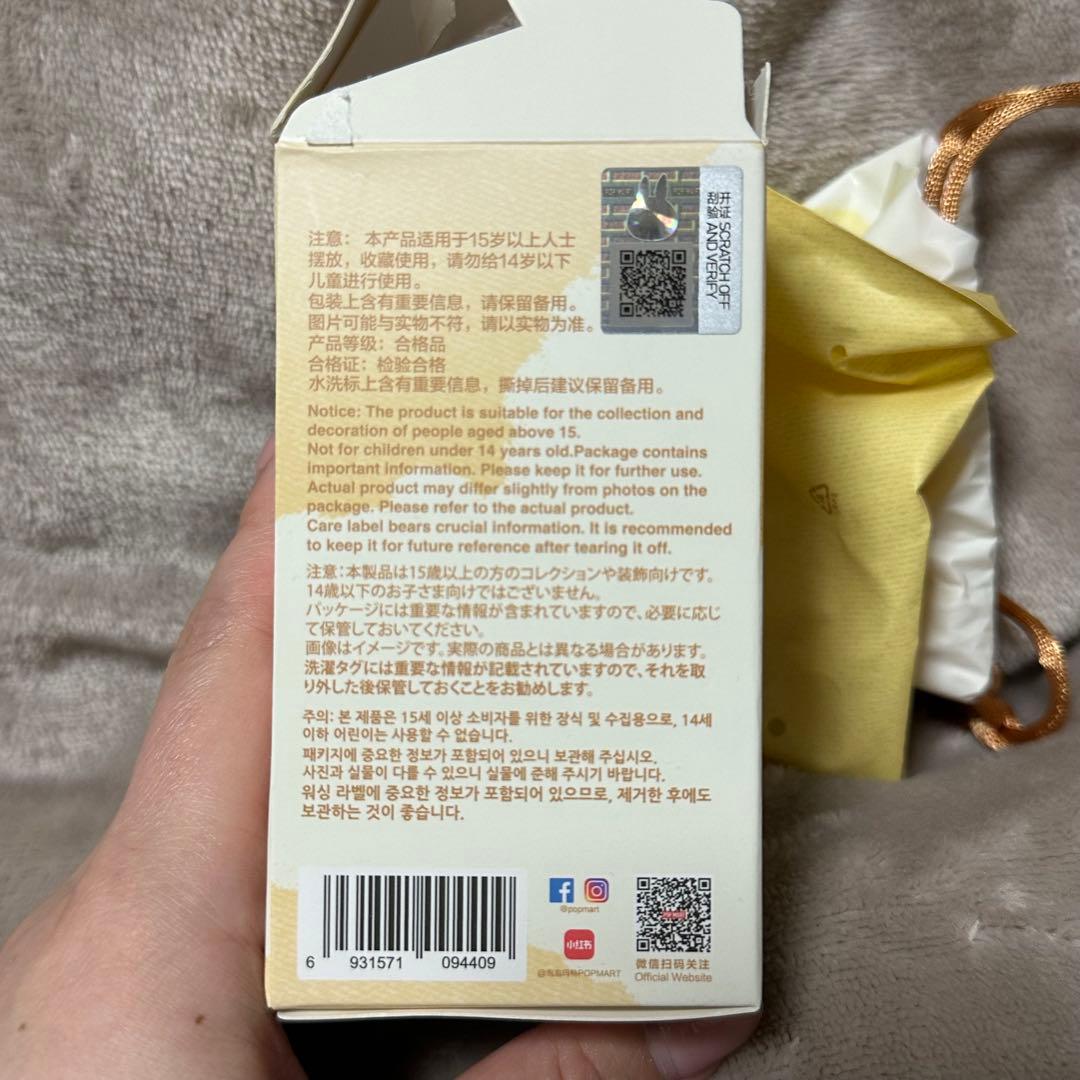 开证 SCRATCH OFF
刮验 AND VERIFY
POP MART
注意： 本产品适用于15岁以上人士
摆放，收藏使用，请勿给14岁以下
儿童进行使用。
包装上含有重要信息，请保留备用。
图片可能与实物不符，请以实物为准。
产品等级：合格品
合格证：检验合格
水洗标上含有重要信息，撕掉后建议保留备用。
Notice: The product is suitable for the collection and
decoration of people aged above 15.
Not for children under 14 years old.Package contains
important information. Please keep it for further use.
Actual product may differ slightly from photos on the
package. Please refer to the actual product.
Care label bears crucial information. It is recommended
to keep it for future reference after tearing it off.
注意：本製品は15歳以上の方のコレクションや装飾向けです。
14歳以下のお子さま向けではございません。
パッケージには重要な情報が含まれていますので、必要に応じ
て保管しておいてください。
画像はイメージです。実際の商品とは異なる場合があります。
洗濯タグには重要な情報が記載されていますので、それを取
り外した後保管しておくことをお勧めします。
주의: 본 제품은 15세 이상 소비자를 위한 장식 및 수집용으로, 14세
이하 어린이는 사용할 수 없습니다.
패키지에 중요한 정보가 포함되어 있으니 보관해 주십시오.
사진과 실물이 다를 수 있으니 실물에 준해 주시기 바랍니다.
워싱 라벨에 중요한 정보가 포함되어 있으므로, 제거한 후에도
보관하는 것이 좋습니다.
6 931571 094409
@popmart
小红书
@泡泡玛特POPMART
POP MART
微信扫码关注
Official Website